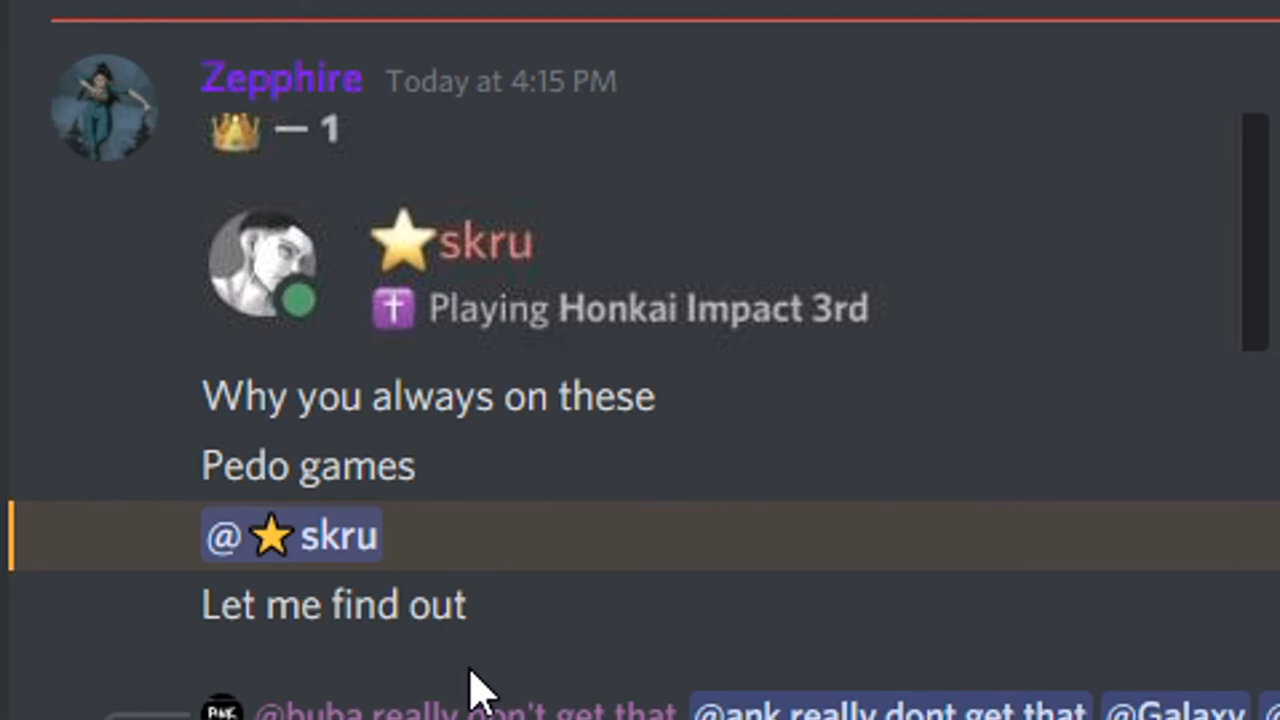 Zepphire Today at 4:15 PM
👑 — 1
⭐skru
✝️ Playing Honkai Impact 3rd
Why you always on these
Pedo games
@⭐skru
Let me find out
@buba really don't get that @apk really dont get that @Galaxy